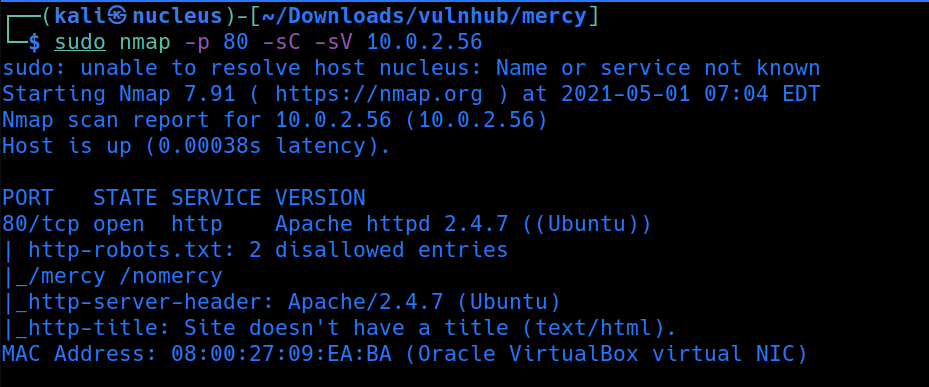 ┌──(kali㉿nucleus)-[~/Downloads/vulnhub/mercy]
└─$ sudo nmap -p 80 -sC -sV 10.0.2.56
sudo: unable to resolve host nucleus: Name or service not known
Starting Nmap 7.91 ( https://nmap.org ) at 2021-05-01 07:04 EDT
Nmap scan report for 10.0.2.56 (10.0.2.56)
Host is up (0.00038s latency).

PORT   STATE SERVICE VERSION
80/tcp open  http    Apache httpd 2.4.7 ((Ubuntu))
| http-robots.txt: 2 disallowed entries
|_/mercy /nomercy
|_http-server-header: Apache/2.4.7 (Ubuntu)
|_http-title: Site doesn't have a title (text/html).
MAC Address: 08:00:27:09:EA:BA (Oracle VirtualBox virtual NIC)